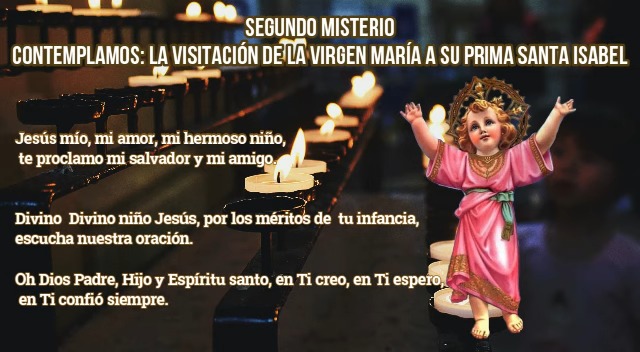 SEGUNDO MISTERIO
CONTEMPLAMOS: LA VISITACIÓN DE LA VIRGEN MARÍA A SU PRIMA SANTA ISABEL
Jesús mío, mi amor, mi hermoso niño,
te proclamo mi salvador y mi amigo.
Divino Divino niño Jesús, por los méritos de tu infancia,
escucha nuestra oración.
Oh Dios Padre, Hijo y Espíritu santo, en Ti creo, en Ti espero,
en Ti confió siempre.